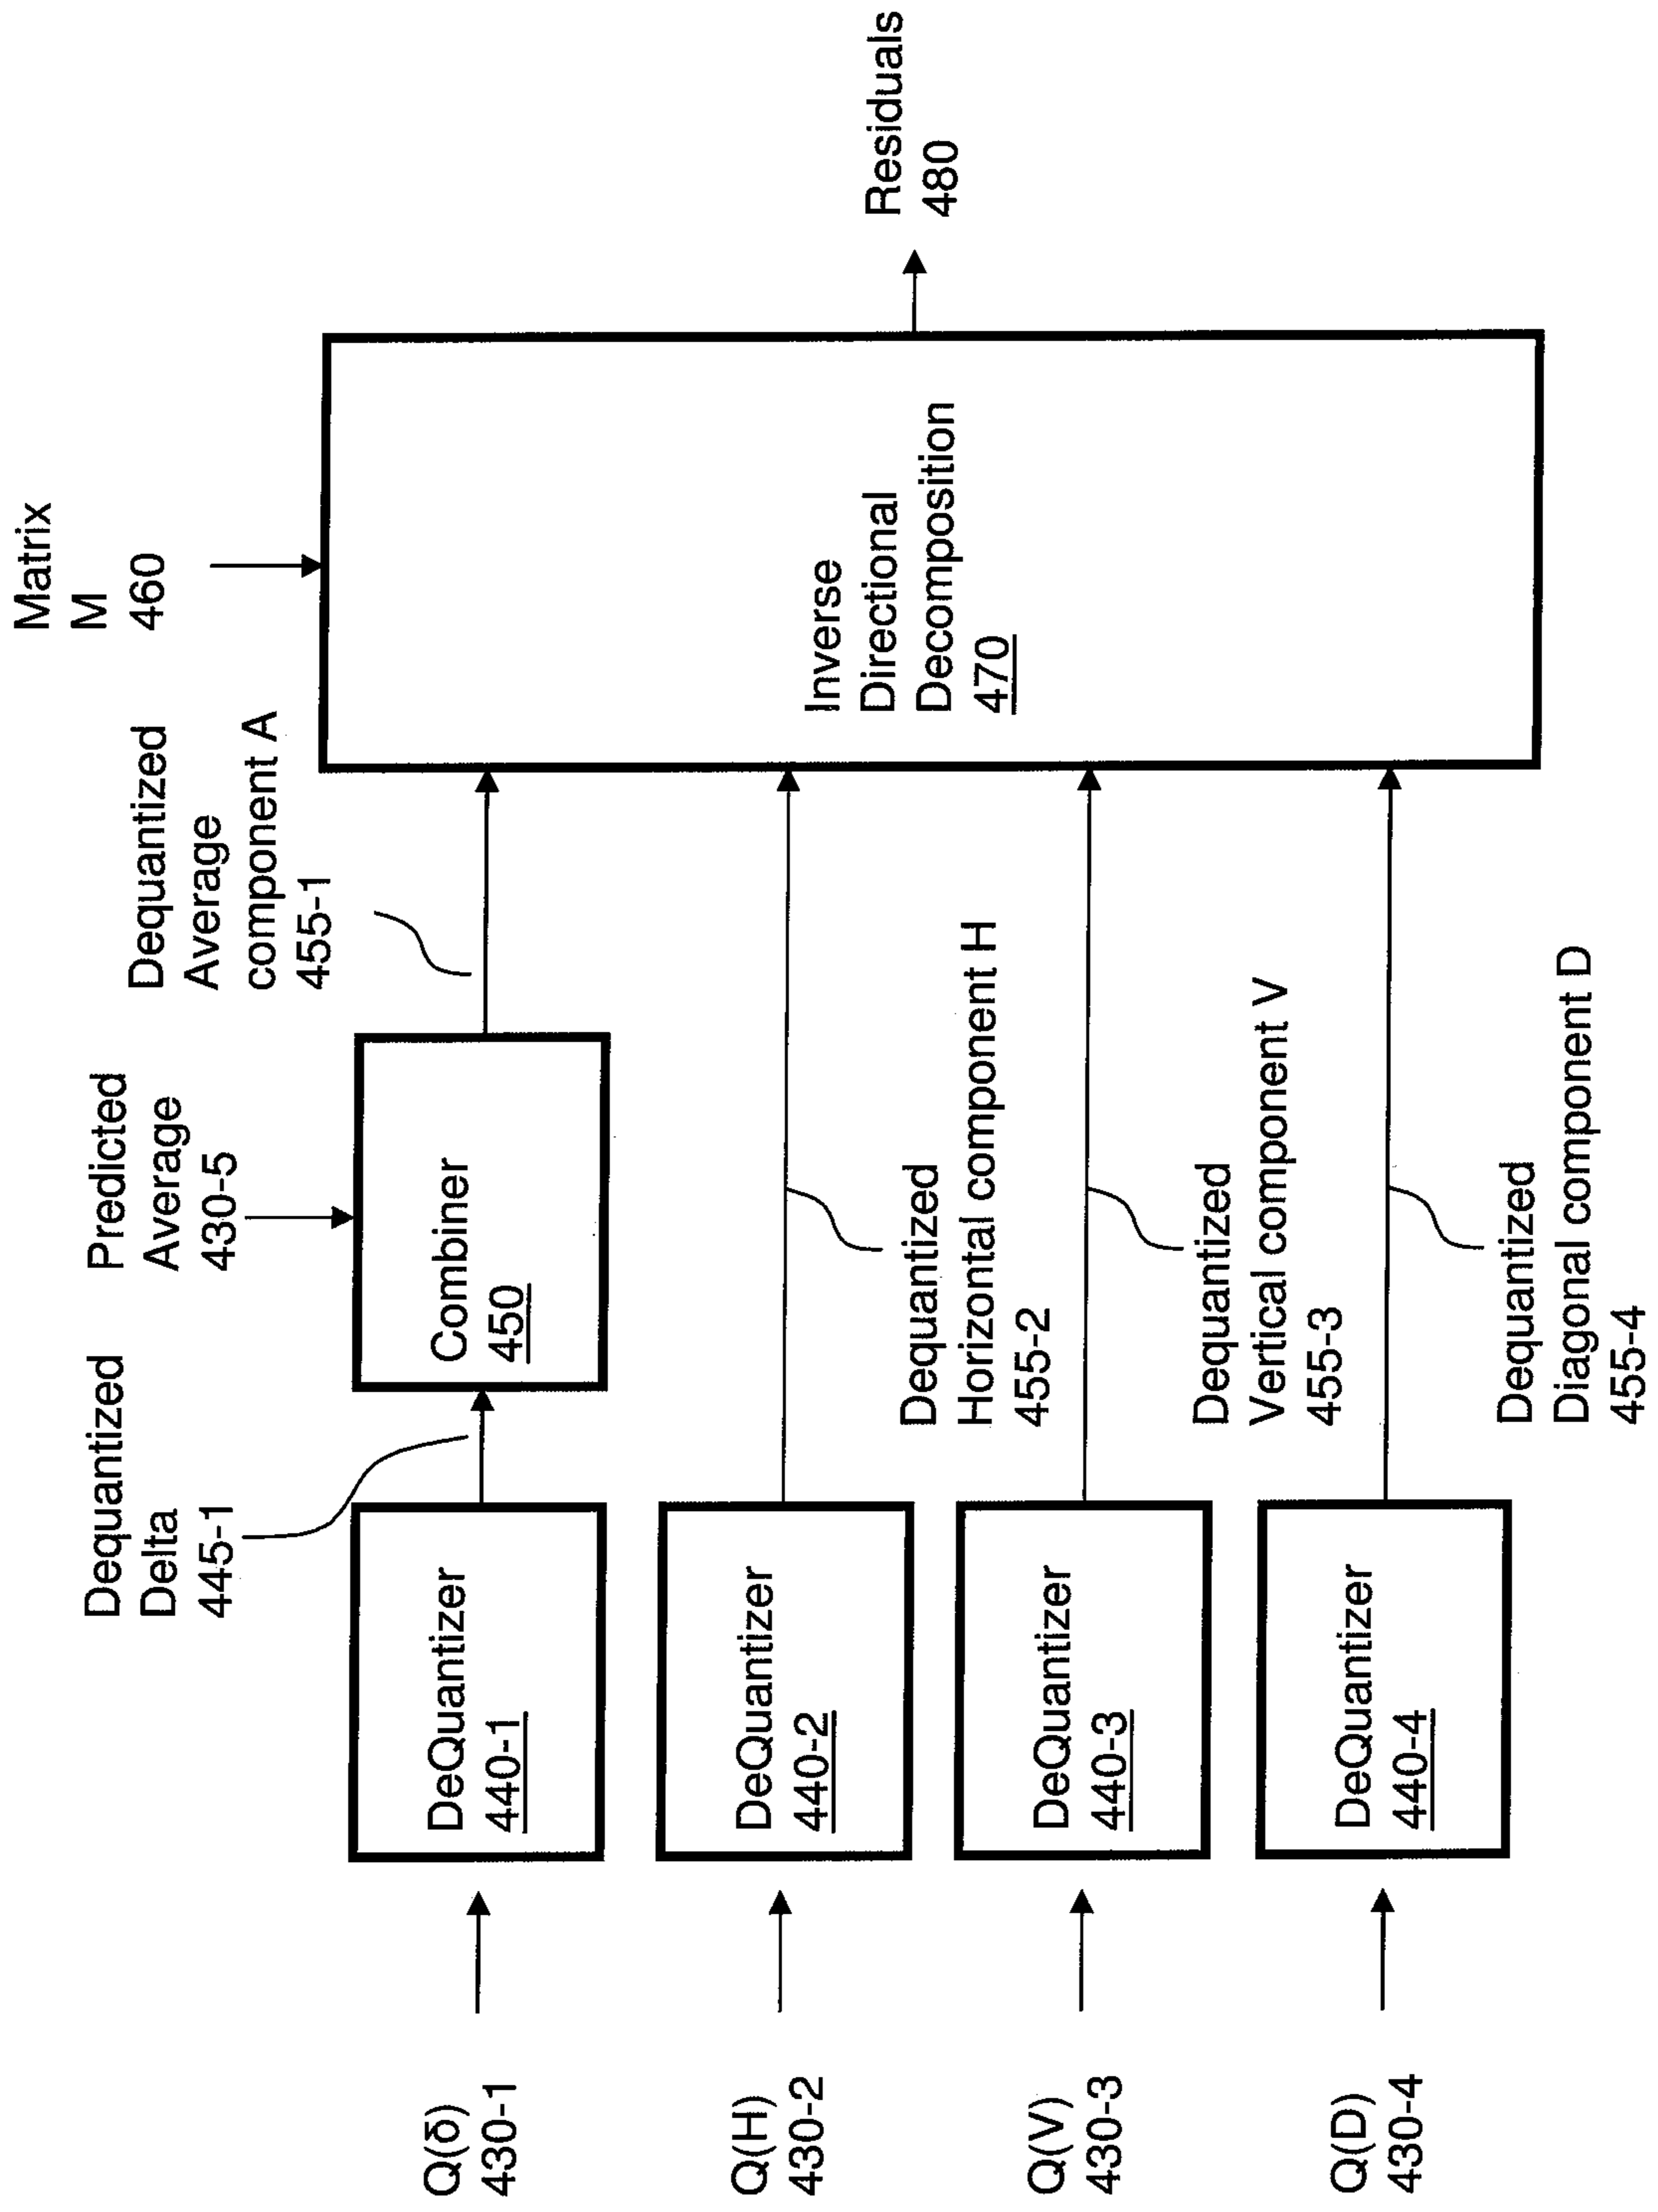 Q(δ)
430-1
Q(H)
430-2
Q(V)
430-3
Q(D)
430-4
DeQuantizer
440-1
DeQuantizer
440-2
DeQuantizer
440-3
DeQuantizer
440-4
Dequantized
Delta
445-1
Predicted
Average
430-5
Combiner
450
Dequantized
Average
component A
455-1
Dequantized
Horizontal component H
455-2
Dequantized
Vertical component V
455-3
Dequantized
Diagonal component D
455-4
Matrix
M
460
Inverse
Directional
Decomposition
470
Residuals
480